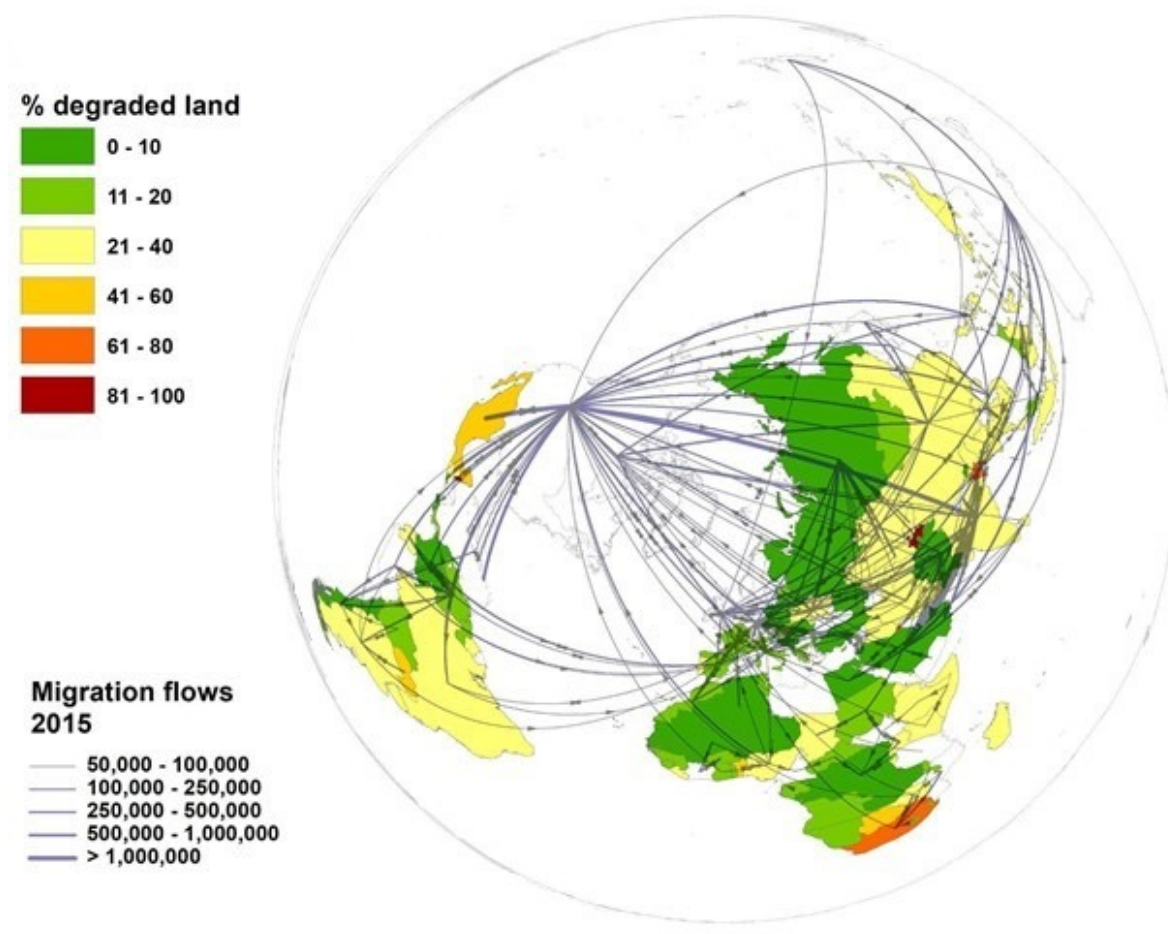 % degraded land
0 - 10
11 - 20
21 - 40
41 - 60
61 - 80
81 - 100
Migration flows
2015
50,000 - 100,000
100,000 - 250,000
250,000 - 500,000
500,000 - 1,000,000
> 1,000,000